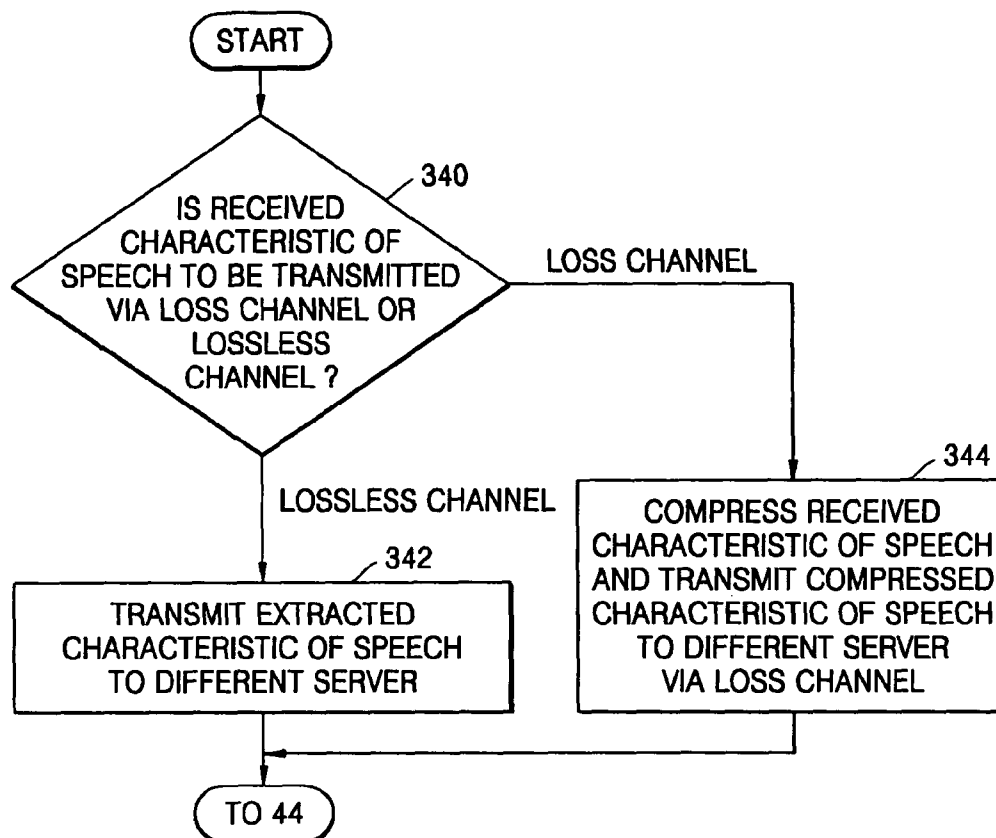 START
340
IS RECEIVED
CHARACTERISTIC OF
SPEECH TO BE TRANSMITTED
VIA LOSS CHANNEL OR
LOSSLESS
CHANNEL ?
LOSS CHANNEL
LOSSLESS CHANNEL
342
TRANSMIT EXTRACTED
CHARACTERISTIC OF SPEECH
TO DIFFERENT SERVER
344
COMPRESS RECEIVED
CHARACTERISTIC OF SPEECH
AND TRANSMIT COMPRESSED
CHARACTERISTIC OF SPEECH
TO DIFFERENT SERVER
VIA LOSS CHANNEL
TO 44